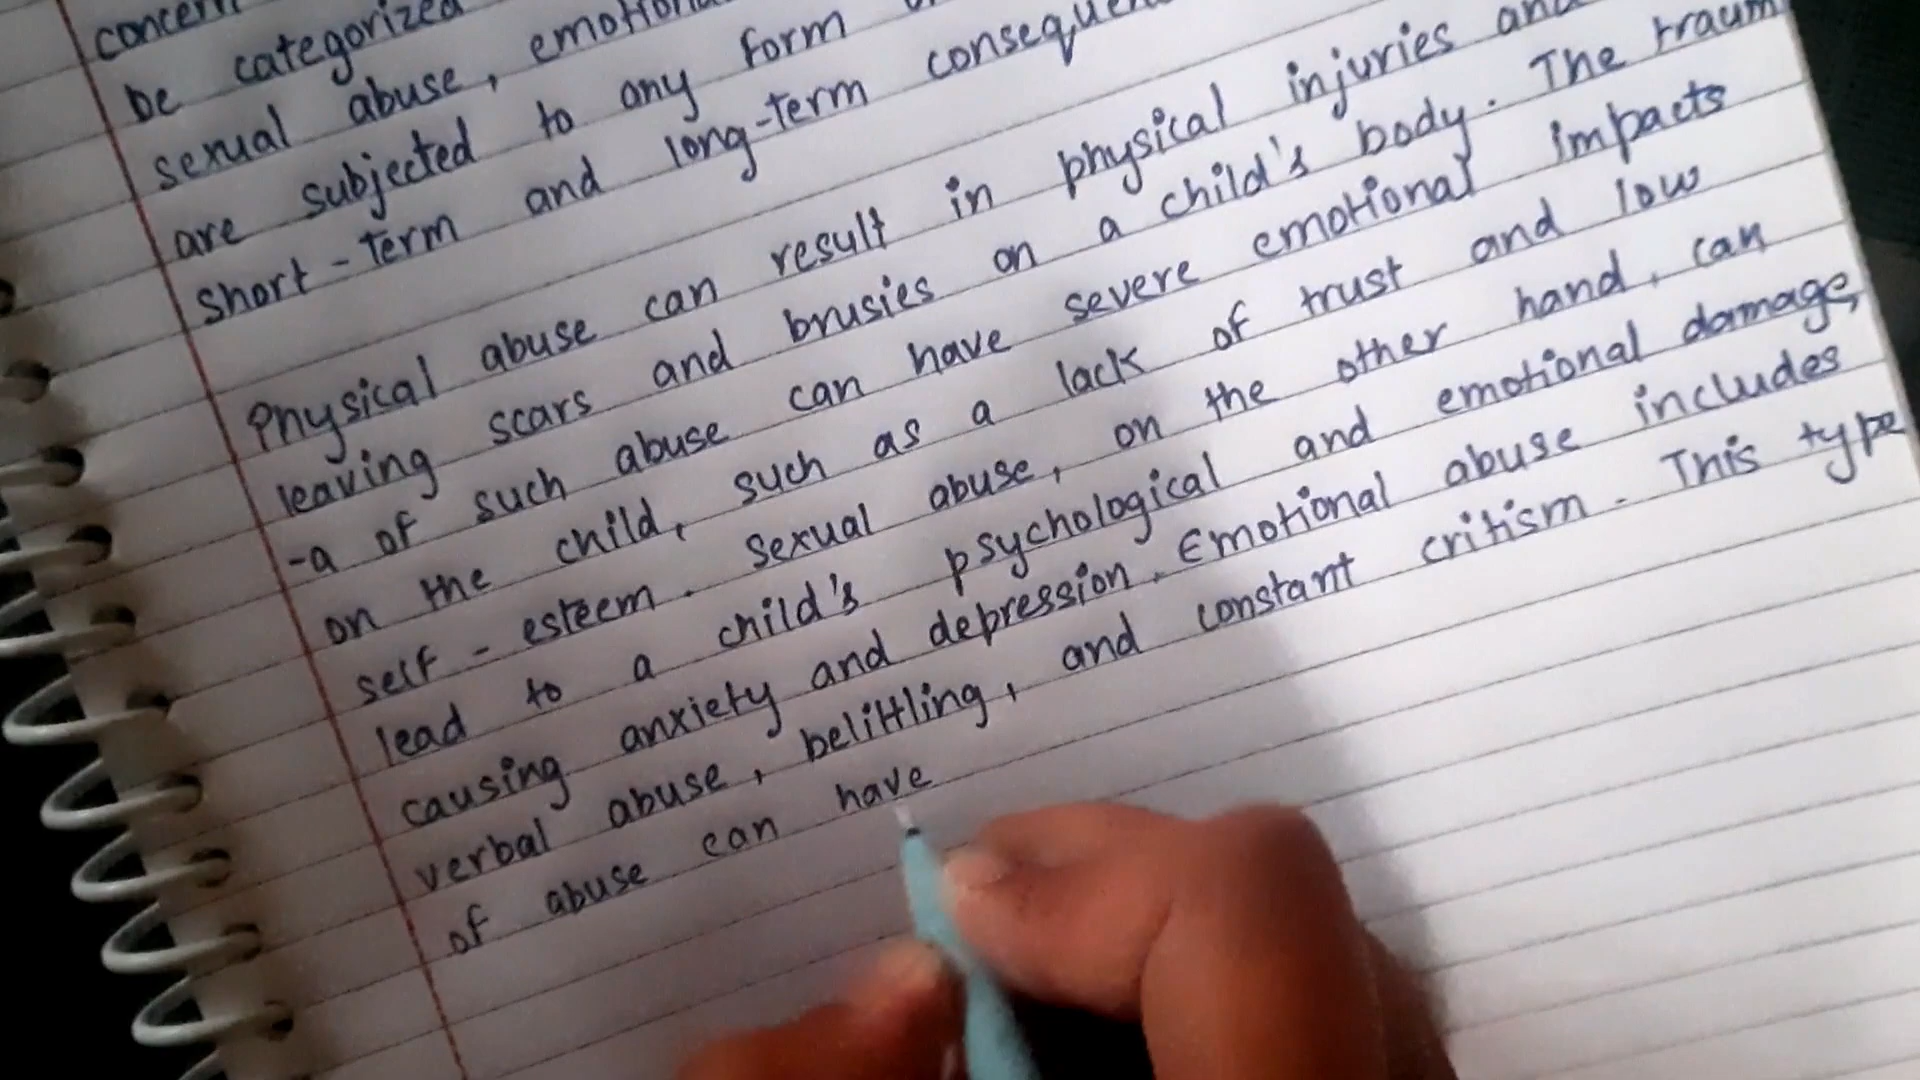 concern
be categorized
sexual abuse, emotional
are subjected to any form
short - term and long-term
Physical abuse can result in physical injuries and
leaving scars and brusies on a child's body. The traum
-a of such abuse can have severe emotional impacts
on the child, such as a lack of trust and low
self - esteem. Sexual abuse, on the other hand, can
lead to a child's psychological and emotional damage,
causing anxiety and depression. Emotional abuse includes
verbal abuse, belittling, and constant critism. This type
of abuse can have